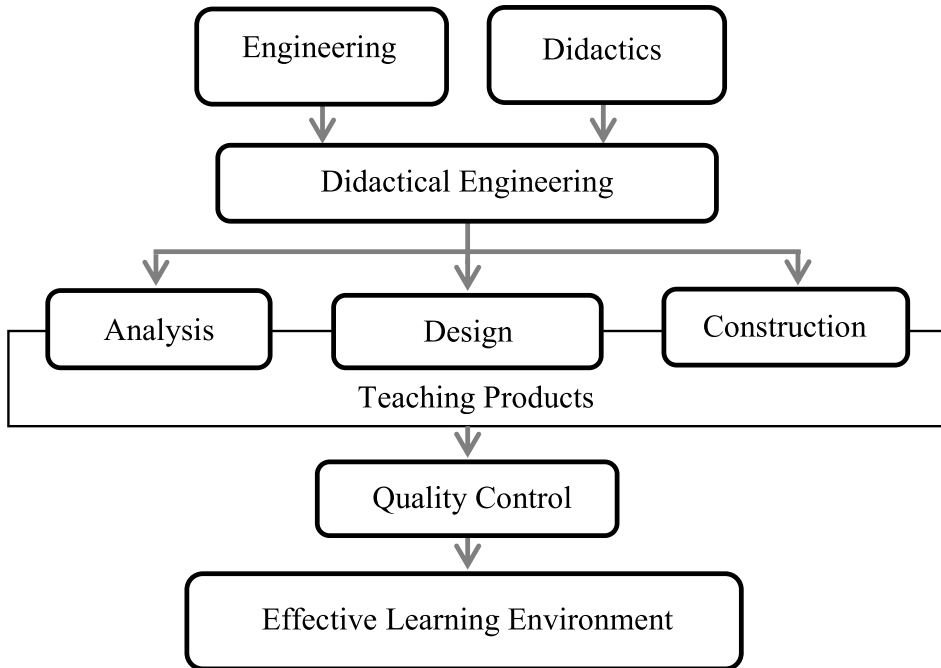 Engineering
Didactics
Didactical Engineering
Analysis
Design
Construction
Teaching Products
Quality Control
Effective Learning Environment